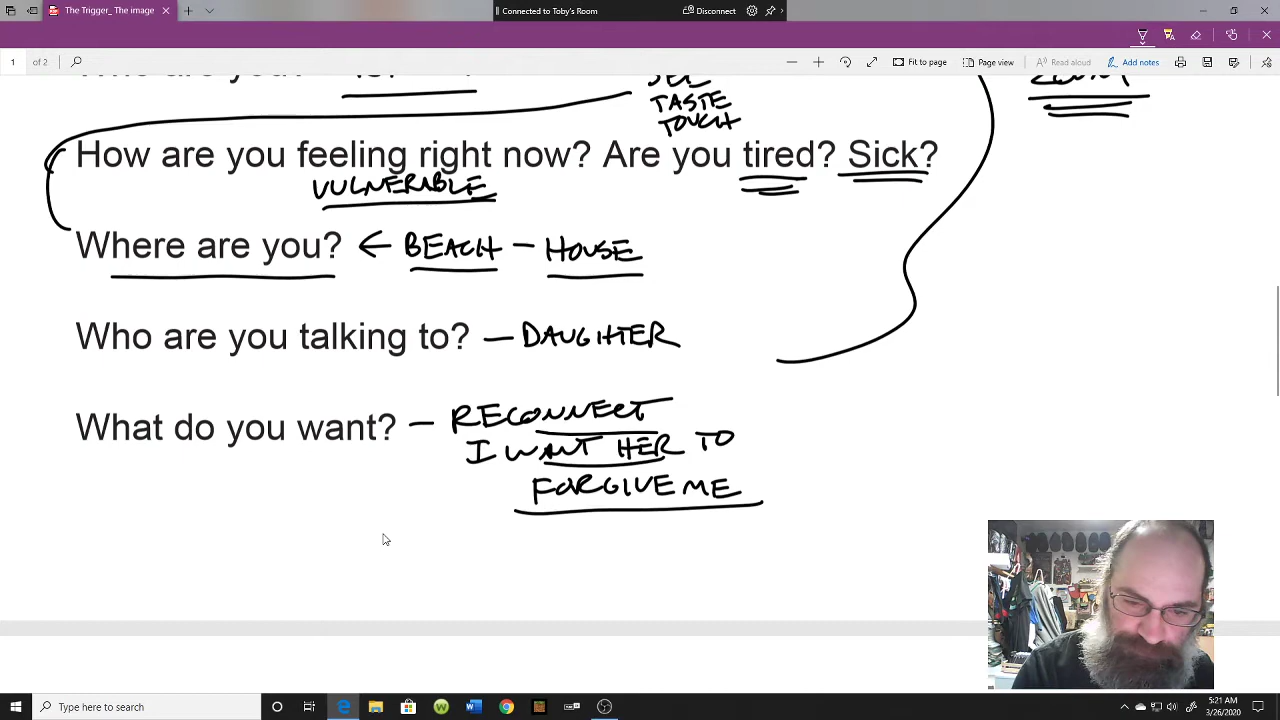 The Trigger_ The image
Connected to Toby's Room
Disconnect
1 of 2
Fit to page
Page view
Read aloud
Add notes
TASTE
TOUCH
How are you feeling right now? Are you tired? Sick?
VULNERABLE
Where are you? ← BEACH - HOUSE
Who are you talking to? - DAUGHTER
What do you want? - RECONNECT
I WANT HER TO
FORGIVE ME
Type here to search
5:21 AM
3/26/2020